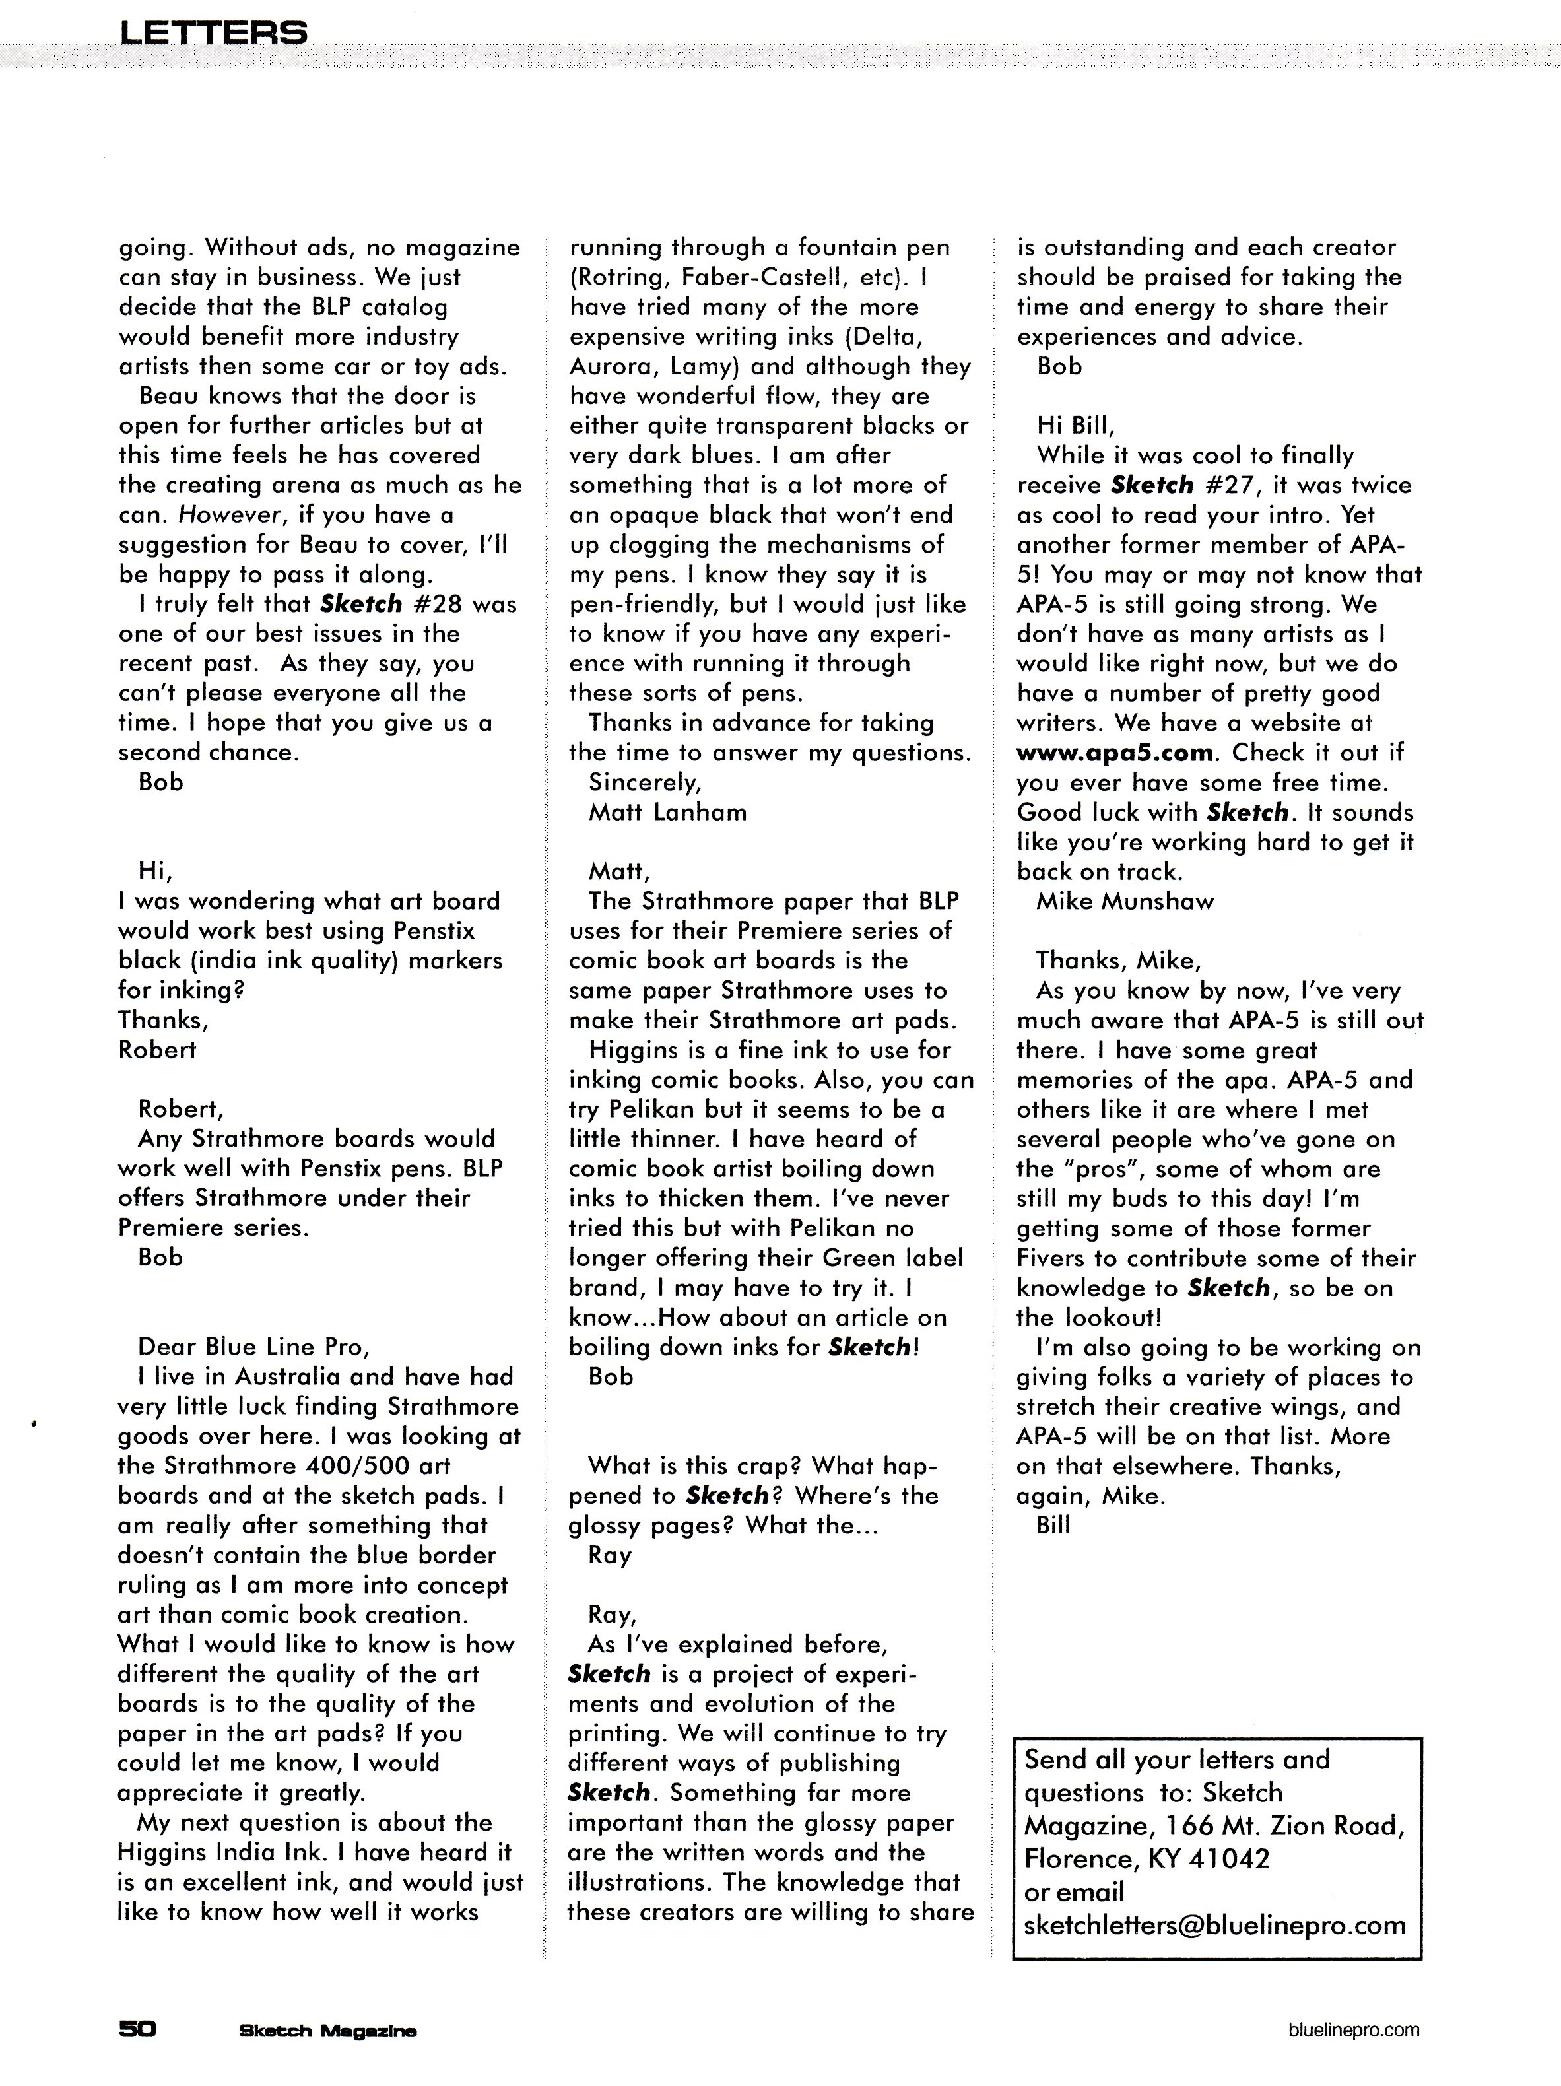 LETTERS
going. Without ads, no magazine
can stay in business. We just
decide that the BLP catalog
would benefit more industry
artists then some car or toy ads.
Beau knows that the door is
open for further articles but at
this time feels he has covered
the creating arena as much as he
can. However, if you have a
suggestion for Beau to cover, I'll
be happy to pass it along.
I truly felt that Sketch #28 was
one of our best issues in the
recent past. As they say, you
can't please everyone all the
time. I hope that you give us a
second chance.
Bob
Hi,
I was wondering what art board
would work best using Penstix
black (india ink quality) markers
for inking?
Thanks,
Robert
Robert,
Any Strathmore boards would
work well with Penstix pens. BLP
offers Strathmore under their
Premiere series.
Bob
Dear Blue Line Pro,
I live in Australia and have had
very little luck finding Strathmore
goods over here. I was looking at
the Strathmore 400/500 art
boards and at the sketch pads. I
am really after something that
doesn't contain the blue border
ruling as I am more into concept
art than comic book creation.
What I would like to know is how
different the quality of the art
boards is to the quality of the
paper in the art pads? If you
could let me know, I would
appreciate it greatly.
My next question is about the
Higgins India Ink. I have heard it
is an excellent ink, and would just
like to know how well it works
running through a fountain pen
(Rotring, Faber-Castell, etc). I
have tried many of the more
expensive writing inks (Delta,
Aurora, Lamy) and although they
have wonderful flow, they are
either quite transparent blacks or
very dark blues. I am after
something that is a lot more of
an opaque black that won't end
up clogging the mechanisms of
my pens. I know they say it is
pen-friendly, but I would just like
to know if you have any experi-
ence with running it through
these sorts of pens.
Thanks in advance for taking
the time to answer my questions.
Sincerely,
Matt Lanham
Matt,
The Strathmore paper that BLP
uses for their Premiere series of
comic book art boards is the
same paper Strathmore uses to
make their Strathmore art pads.
Higgins is a fine ink to use for
inking comic books. Also, you can
try Pelikan but it seems to be a
little thinner. I have heard of
comic book artist boiling down
inks to thicken them. I've never
tried this but with Pelikan no
longer offering their Green label
brand, I may have to try it. I
know...How about an article on
boiling down inks for Sketch!
Bob
What is this crap? What hap-
pened to Sketch? Where's the
glossy pages? What the...
Ray
Ray,
As I've explained before,
Sketch is a project of experi-
ments and evolution of the
printing. We will continue to try
different ways of publishing
Sketch. Something far more
important than the glossy paper
are the written words and the
illustrations. The knowledge that
these creators are willing to share
is outstanding and each creator
should be praised for taking the
time and energy to share their
experiences and advice.
Bob
Hi Bill,
While it was cool to finally
receive Sketch #27, it was twice
as cool to read your intro. Yet
another former member of APA-
5! You may or may not know that
APA-5 is still going strong. We
don't have as many artists as I
would like right now, but we do
have a number of pretty good
writers. We have a website at
www.apa5.com. Check it out if
you ever have some free time.
Good luck with Sketch. It sounds
like you're working hard to get it
back on track.
Mike Munshaw
Thanks, Mike,
As you know by now, I've very
much aware that APA-5 is still out
there. I have some great
memories of the apa. APA-5 and
others like it are where I met
several people who've gone on
the "pros", some of whom are
still my buds to this day! I'm
getting some of those former
Fivers to contribute some of their
knowledge to Sketch, so be on
the lookout!
I'm also going to be working on
giving folks a variety of places to
stretch their creative wings, and
APA-5 will be on that list. More
on that elsewhere. Thanks,
again, Mike.
Bill
Send all your letters and
questions to: Sketch
Magazine, 166 Mt. Zion Road,
Florence, KY 41042
or email
sketchletters@bluelinepro.com
50 Sketch Magazine bluelinepro.com